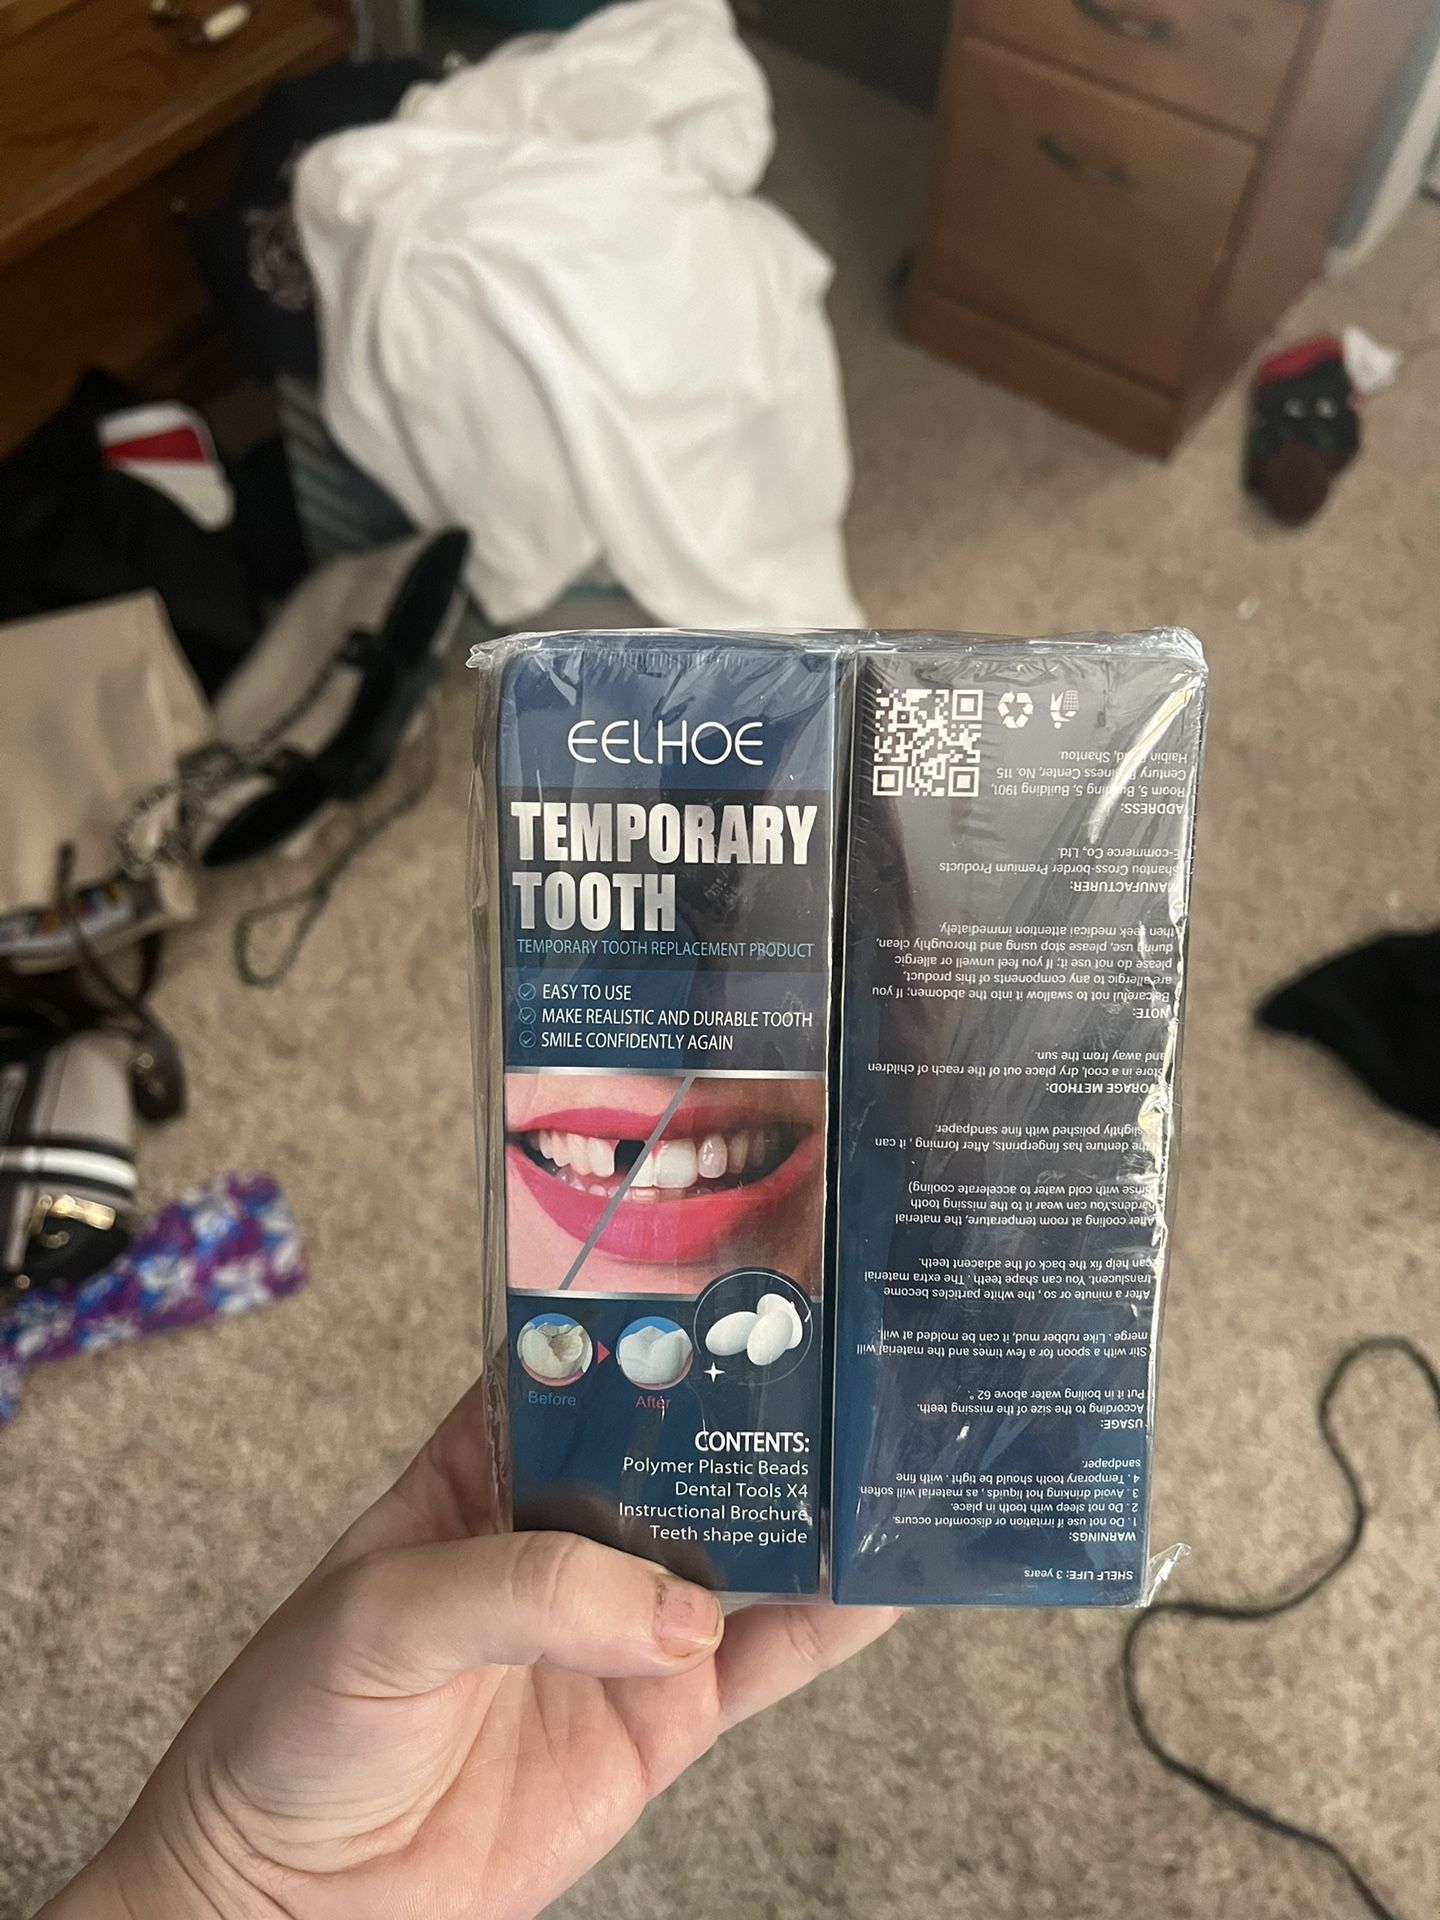 EELHOE
TEMPORARY
TOOTH
TEMPORARY TOOTH REPLACEMENT PRODUCT
EASY TO USE
MAKE REALISTIC AND DURABLE TOOTH
SMILE CONFIDENTLY AGAIN
Before
After
CONTENTS:
Polymer Plastic Beads
Dental Tools X4
Instructional Brochure
Teeth shape guide
SHELF LIFE: 3 years
WARNINGS:
1. Do not use if irritation or discomfort occurs.
2. Do not sleep with tooth in place.
3. Avoid drinking hot liquids, as material will soften.
4. Temporary tooth should be tight. with fine
sandpaper.
USAGE:
According to the size of the missing teeth.
Put it in boiling water above 62 °.
Stir with a spoon for a few times and the material will
merge. Like rubber mud, it can be molded at will.
After a minute or so, the white particles become
translucent. You can shape teeth. The extra material
can help fix the back of the adjacent teeth.
After cooling at room temperature, the material
hardens. You can wear it to the missing tooth
(rinse with cold water to accelerate cooling)
the denture has fingerprints, After forming, it can
be slightly polished with fine sandpaper.
STORAGE METHOD:
Store in a cool, dry place out of the reach of children
and away from the sun.
NOTE:
Be careful not to swallow it into the abdomen; If you
are allergic to any components of this product,
please do not use it; If you feel unwell or allergic
during use, please stop using and thoroughly clean,
then seek medical attention immediately.
MANUFACTURER:
Shantou Cross-border Premium Products
E-commerce Co., Ltd.
ADDRESS:
Room 5, Building 5, Building 1901,
Century Business Center, No. 115
Haibin Road, Shantou.